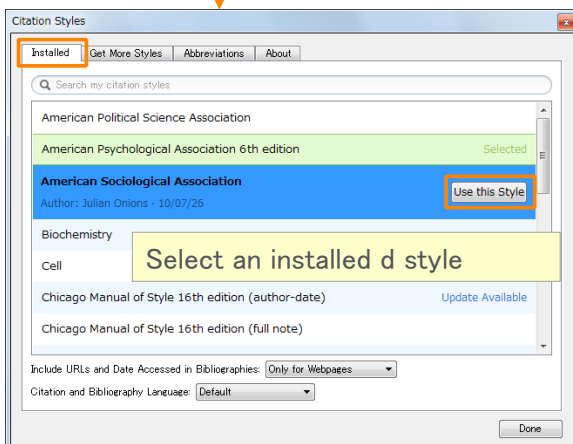 Citation Styles
Installed Get More Styles Abbreviations About
Search my citation styles
American Political Science Association
American Psychological Association 6th edition Selected
American Sociological Association
Use this Style
Author: Julian Onions · 10/07/26
Biochemistry
Select an installed d style
Cell
Chicago Manual of Style 16th edition (author-date) Update Available
Chicago Manual of Style 16th edition (full note)
Include URLs and Date Accessed in Bibliographies: Only for Webpages
Citation and Bibliography Language: Default
Done